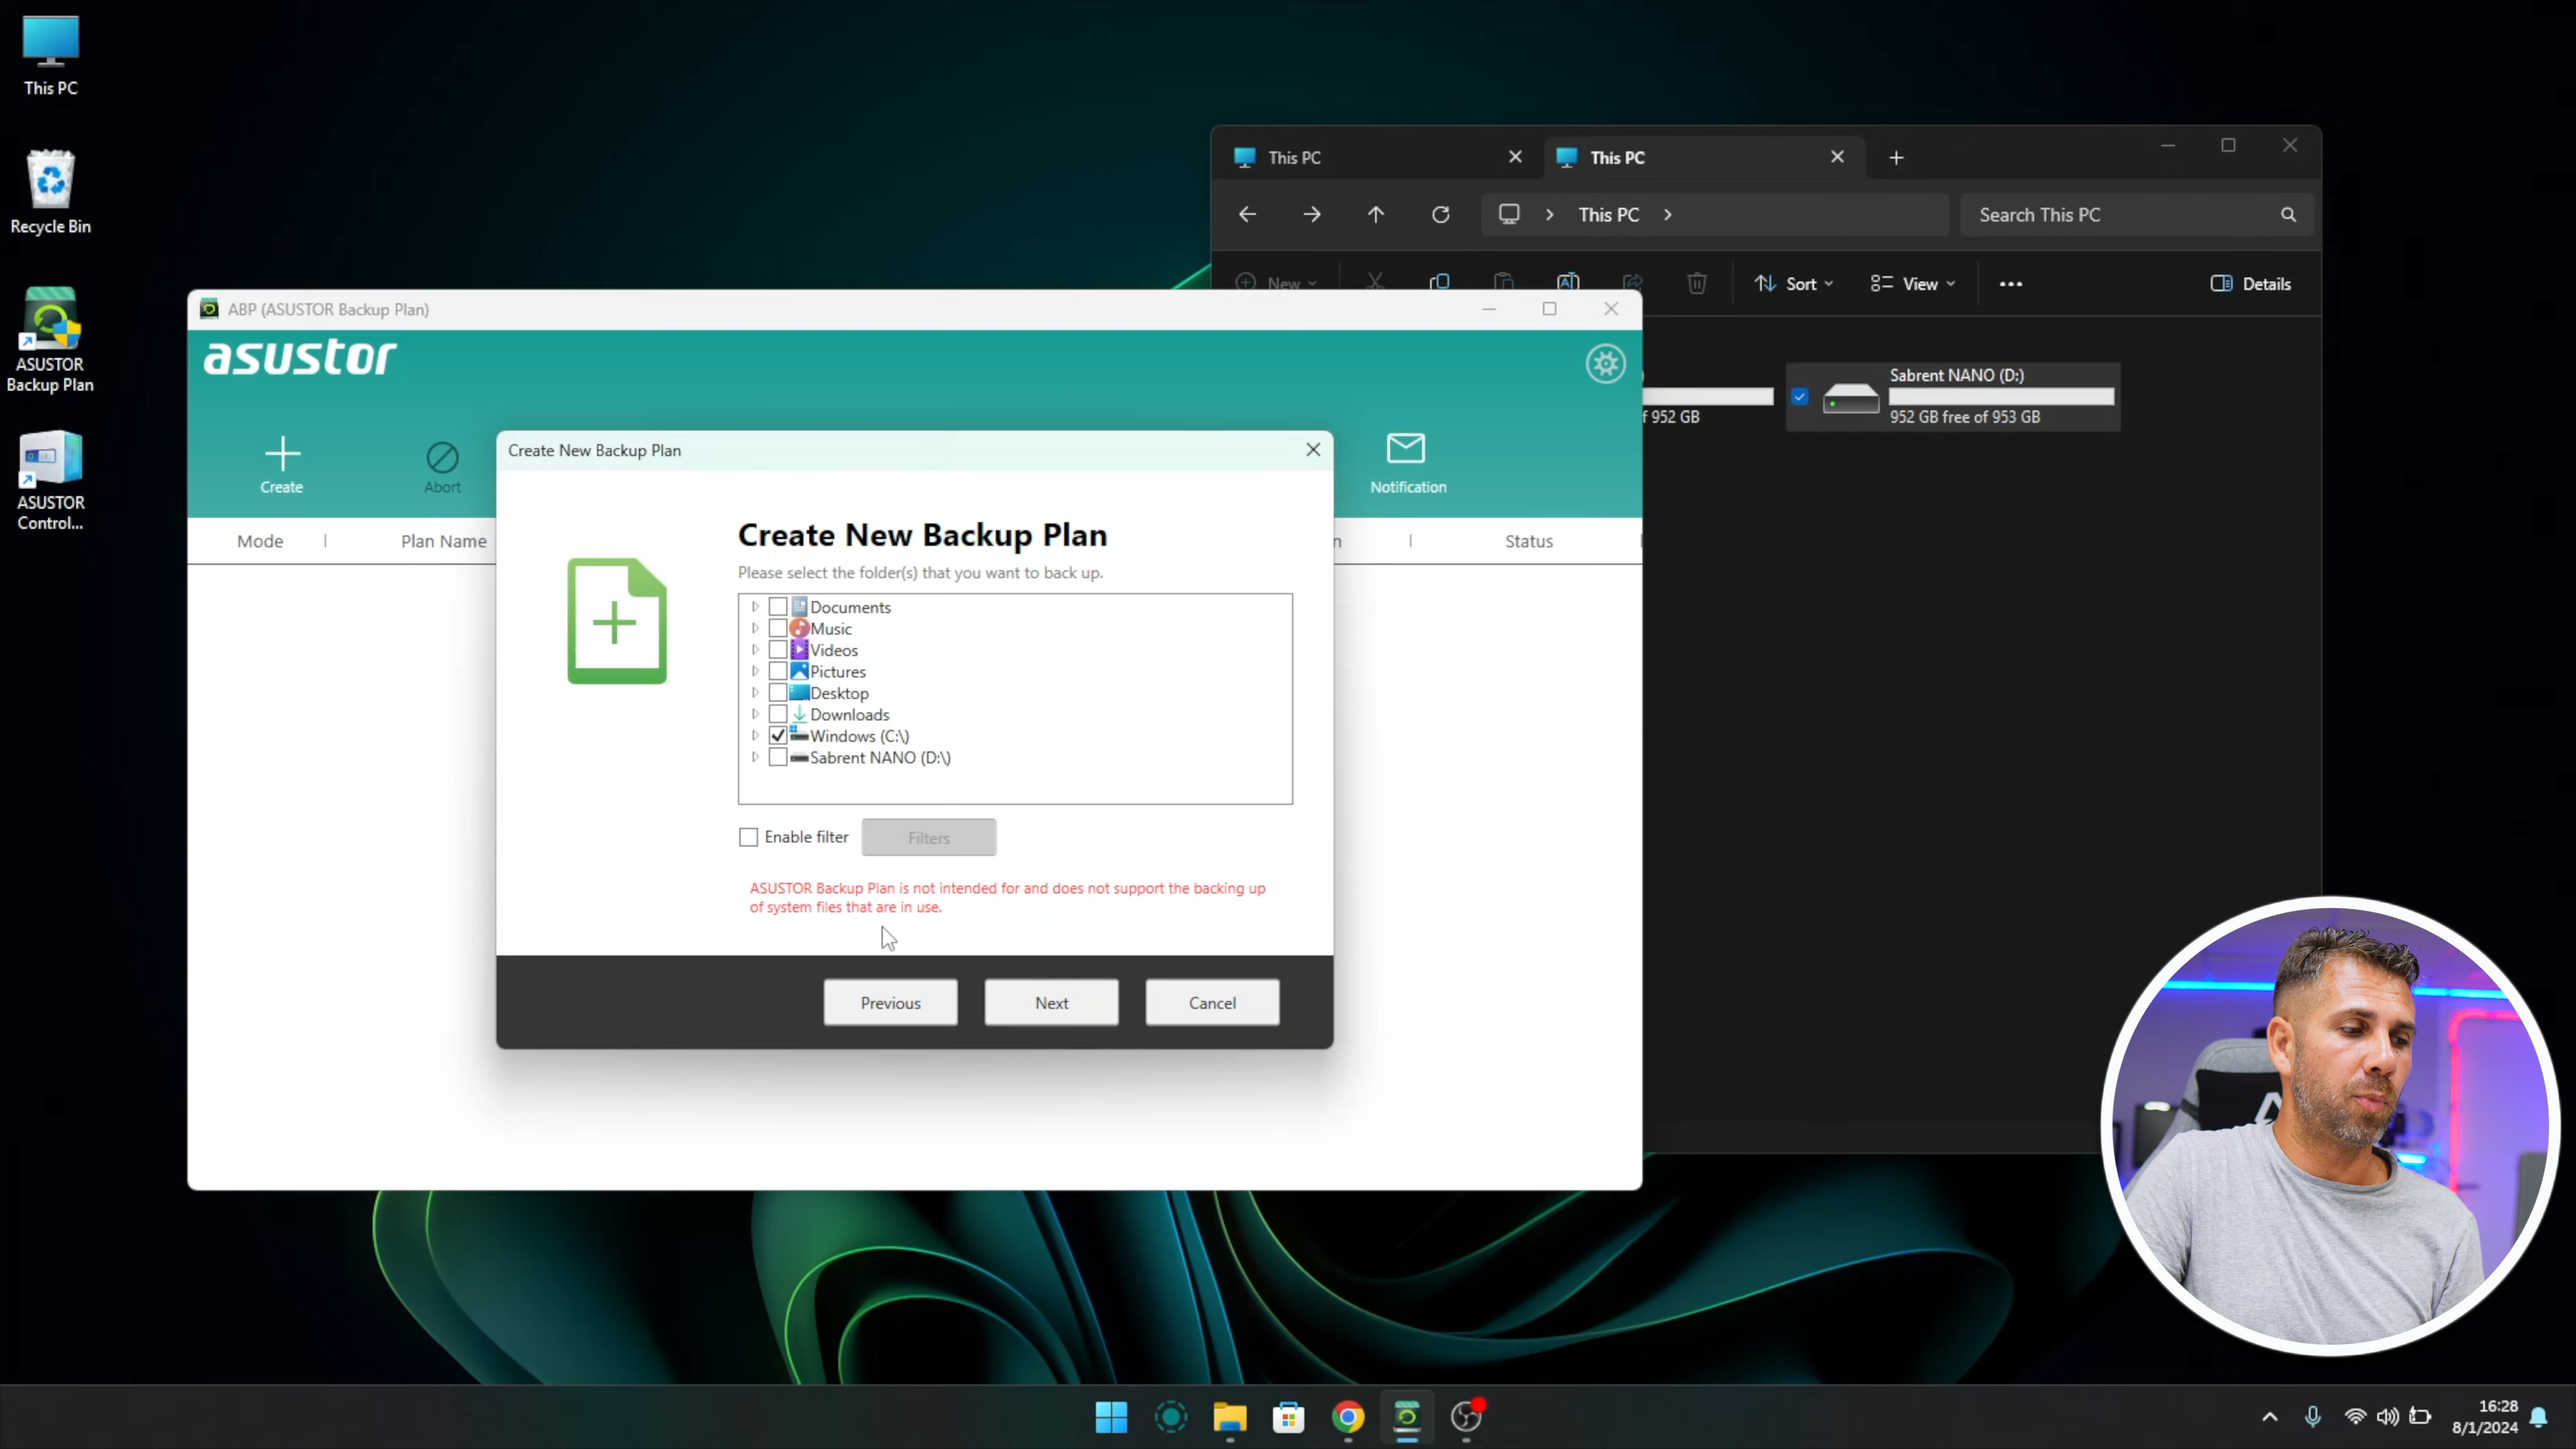 This PC
Recycle Bin
ASUSTOR
Backup Plan
ASUSTOR
Control...
This PC
This PC
This PC
Search This PC
New
Sort
View
Details
Sabrent NANO (D:)
f 952 GB
952 GB free of 953 GB
ABP (ASUSTOR Backup Plan)
asustor
Create
Abort
Notification
Mode
Plan Name
n
Status
Create New Backup Plan
Create New Backup Plan
Please select the folder(s) that you want to back up.
Documents
Music
Videos
Pictures
Desktop
Downloads
Windows (C:\)
Sabrent NANO (D:\)
Enable filter
Filters
ASUSTOR Backup Plan is not intended for and does not support the backing up
of system files that are in use.
Previous
Next
Cancel
16:28
8/1/2024